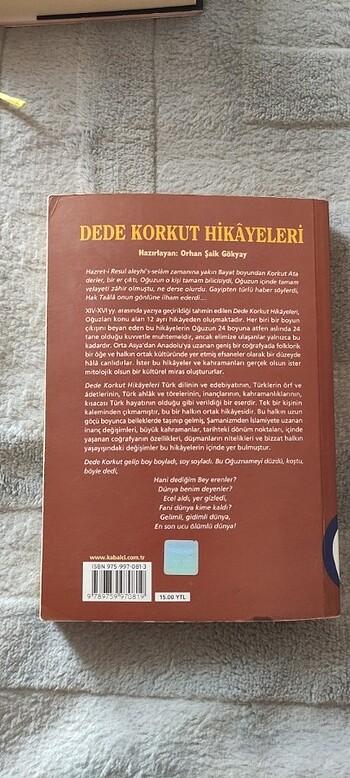 DEDE KORKUT HİKÂYELERİ
Hazırlayan: Orhan Şaik Gökyay
Hazret-i Resul aleyhi's-selâm zamanına yakın Bayat boyundan Korkut Ata
derler, bir er çıktı, Oğuzun o kişi tamam bilicisiydi, Oğuzun içinde tamam
velayeti zâhir olmuştu, ne derse olurdu. Gayipten türlü haber söylerdi,
Hak Taâlâ onun gönlüne ilham ederdi....
XIV-XVI yy. arasında yazıya geçirildiği tahmin edilen Dede Korkut Hikâyeleri,
Oğuzları konu alan 12 ayrı hikâyeden oluşmaktadır. Her biri bir boyun
çıkışını beyan eden bu hikâyelerin Oğuzun 24 boyuna atfen aslında 24
tane olduğu kuvvetle muhtemeldir, ancak elimize ulaşanlar yalnızca bu
kadardır. Orta Asya'dan Anadolu'ya uzanan geniş bir coğrafyada folklorik
bir öğe ve halkın ortak kültüründe yer etmiş efsaneler olarak bir düzeyde
hâlâ canlıdırlar. İster bu hikâyeler ve kahramanları gerçek olsun ister
mitolojik olsun bir kültürel miras oluştururlar.
Dede Korkut Hikâyeleri Türk dilinin ve edebiyatının, Türklerin örf ve
âdetlerinin, Türk ahlâk ve törelerinin, inançlarının, kahramanlıklarının,
kısacası Türk hayatının olduğu gibi verildiği bir eserdir. Tek bir kişinin
kaleminden çıkmamıştır, bu bir halkın ortak hikâyesidir. Bu halkın uzun
göçü boyunca belleklerde taşınıp gelmiş, Şamanizmden İslamiyete uzanan
inanç değişimleri, büyük kahramanlar, tarihteki dönüm noktaları, içinde
yaşanan coğrafyanın özellikleri, düşmanların nitelikleri ve bizzat halkın
yaşayışındaki değişimler bu hikâyelerin içinde yer bulmuştur.
Dede Korkut gelip boy boyladı, soy soyladı. Bu Oğuznameyi düzdü, koştu,
böyle dedi,
Hani dediğim Bey erenler?
Dünya benim deyenler?
Ecel aldı, yer gizledi,
Fani dünya kime kaldı?
Gelimli, gidimli dünya,
En son ucu ölümlü dünya!
www.kabalci.com.tr
ISBN 975-997-081-3
9 789759 970819
15.00 YTL